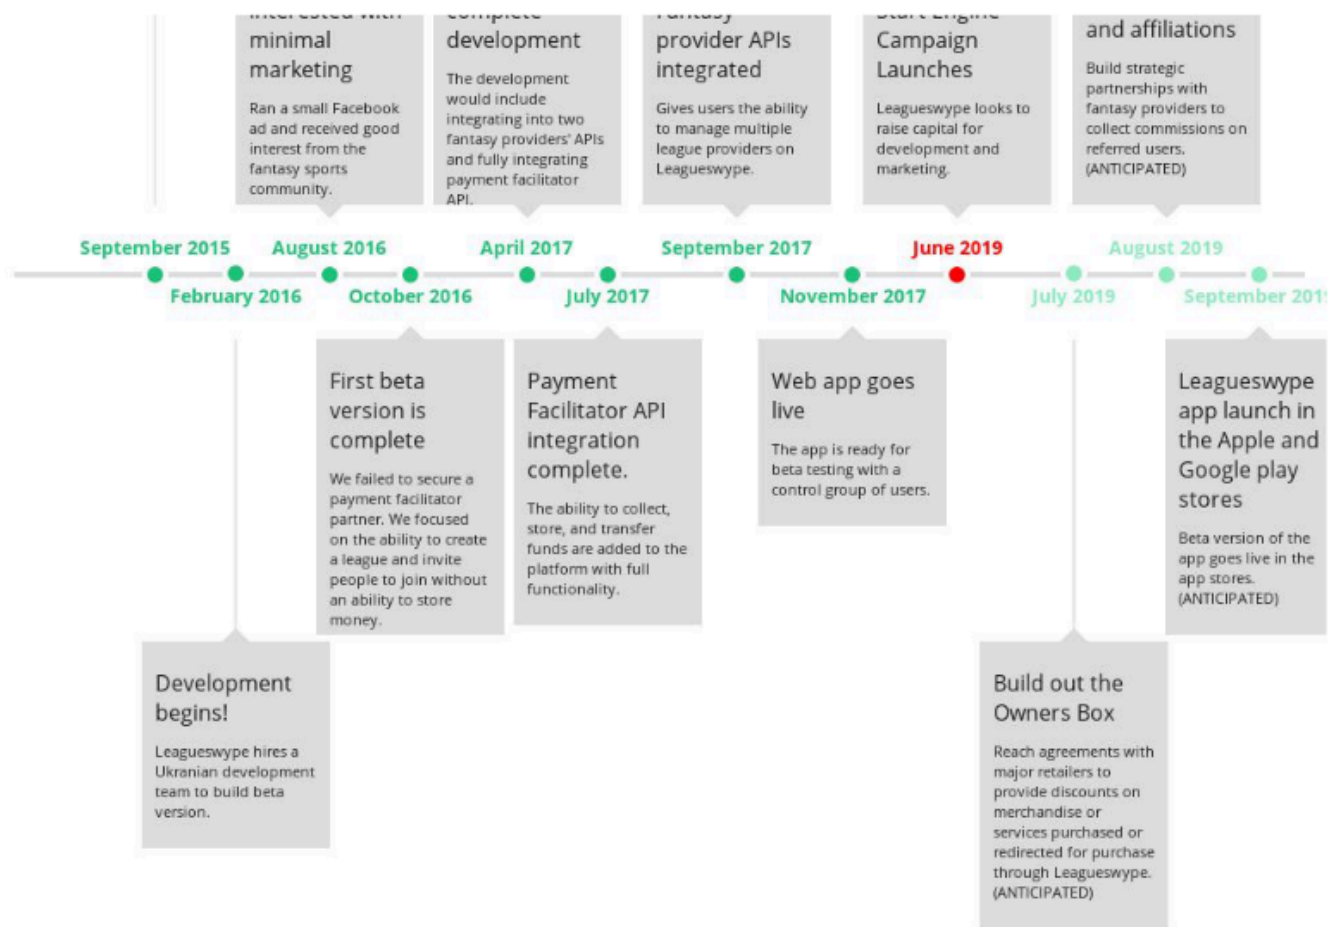 interested with
minimal
marketing
Ran a small Facebook
ad and received good
interest from the
fantasy sports
community.
complete
development
The development
would include
integrating into two
fantasy providers' APIs
and fully integrating
payment facilitator
API.
Fantasy
provider APIs
integrated
Gives users the ability
to manage multiple
league providers on
Leagueswype.
Start Engine
Campaign
Launches
Leagueswype looks to
raise capital for
development and
marketing.
and affiliations
Build strategic
partnerships with
fantasy providers to
collect commissions on
referred users.
(ANTICIPATED)
September 2015
August 2016
April 2017
September 2017
June 2019
August 2019
February 2016
October 2016
July 2017
November 2017
July 2019
September 201
First beta
version is
complete
We failed to secure a
payment facilitator
partner. We focused
on the ability to create
a league and invite
people to join without
an ability to store
money.
Payment
Facilitator API
integration
complete.
The ability to collect,
store, and transfer
funds are added to the
platform with full
functionality.
Web app goes
live
The app is ready for
beta testing with a
control group of users.
Leagueswype
app launch in
the Apple and
Google play
stores
Beta version of the
app goes live in the
app stores.
(ANTICIPATED)
Development
begins!
Leagueswype hires a
Ukranian development
team to build beta
version.
Build out the
Owners Box
Reach agreements with
major retailers to
provide discounts on
merchandise or
services purchased or
redirected for purchase
through Leagueswype.
(ANTICIPATED)